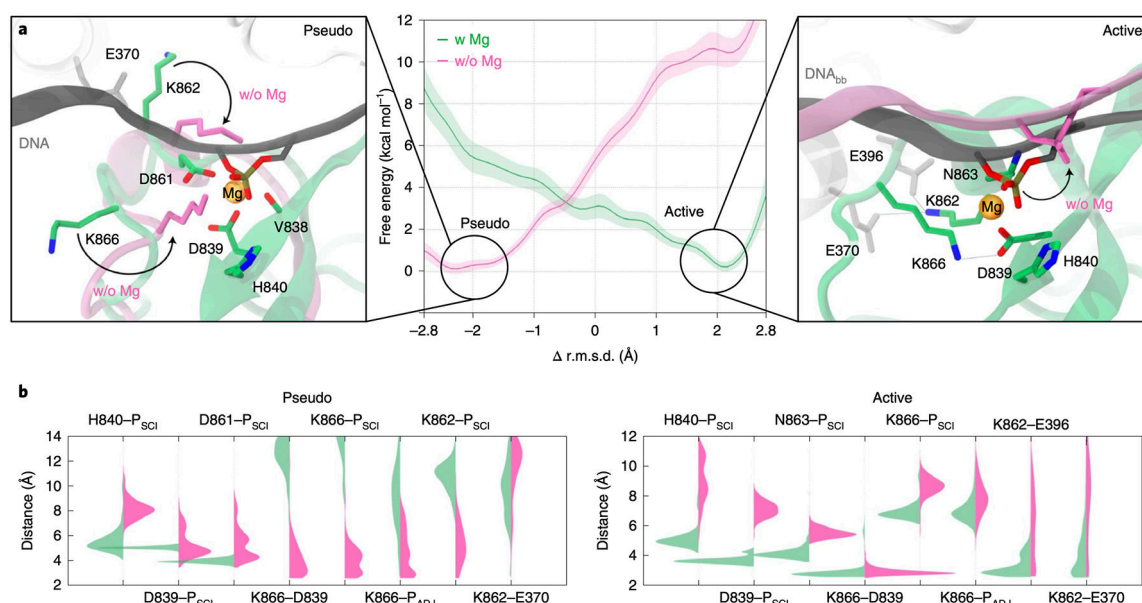 a
Pseudo
E370
K862
w/o Mg
DNA
D861
Mg
V838
K866
D839
w/o Mg
H840
12
10
8
6
4
2
0
Free energy (kcal mol⁻¹)
w Mg
w/o Mg
Pseudo
Active
−2.8
−2
−1
0
1
2
2.8
Δ r.m.s.d. (Å)
Active
DNAbb
E396
N863
K862
Mg
w/o Mg
E370
K866
D839
H840
b
Pseudo
H840–PSCI
D861–PSCI
K866–PSCI
K862–PSCI
14
12
10
8
6
4
2
Distance (Å)
D839–PSCI
K866–D839
K866–PADJ
K862–E370
Active
H840–PSCI
N863–PSCI
K866–PSCI
K862–E396
12
10
8
6
4
2
Distance (Å)
D839–PSCI
K866–D839
K866–PADJ
K862–E370